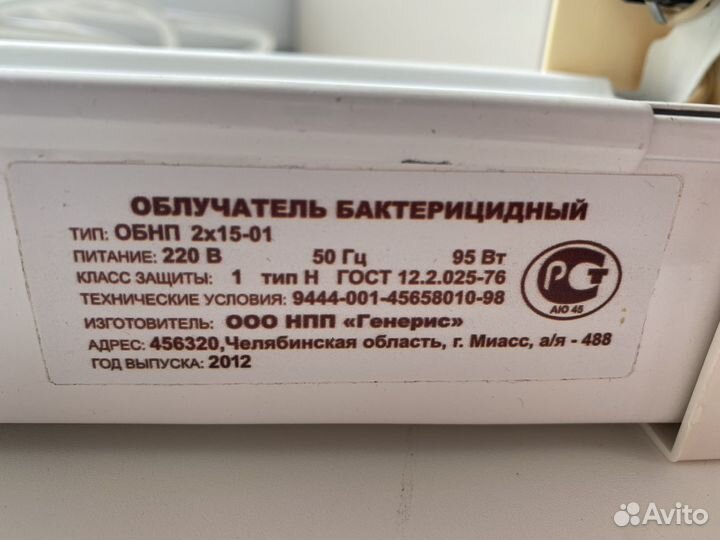 ОБЛУЧАТЕЛЬ БАКТЕРИЦИДНЫЙ
ТИП: ОБНП 2х15-01
ПИТАНИЕ: 220 В 50 Гц 95 Вт
КЛАСС ЗАЩИТЫ: 1 тип Н ГОСТ 12.2.025-76
ТЕХНИЧЕСКИЕ УСЛОВИЯ: 9444-001-45658010-98
РСТ
АЮ 45
ИЗГОТОВИТЕЛЬ: ООО НПП «Генерис»
АДРЕС: 456320,Челябинская область, г. Миасс, а/я - 488
ГОД ВЫПУСКА: 2012
Avito